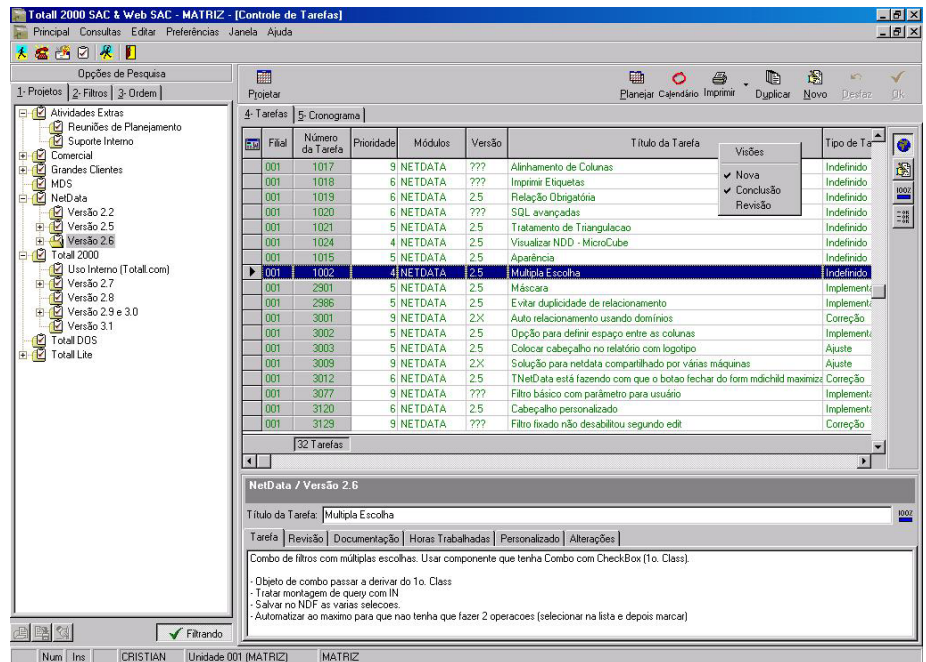 Totall 2000 SAC & Web SAC - MATRIZ - [Controle de Tarefas]
Principal Consultas Editar Preferências Janela Ajuda
Opções de Pesquisa
1- Projetos 2- Filtros 3- Ordem
Atividades Extras
Reuniões de Planejamento
Suporte Interno
Comercial
Grandes Clientes
MDS
NetData
Versão 2.2
Versão 2.5
Versão 2.6
Totall 2000
Uso Interno (Totall.com)
Versão 2.7
Versão 2.8
Versão 2.9 e 3.0
Versão 3.1
Totall DOS
Totall Lite
Filtrando
Projetar Planejar Calendário Imprimir Duplicar Novo Desfaz Ok
4- Tarefas 5- Cronograma
Filial Número da Tarefa Prioridade Módulos Versão Título da Tarefa Tipo de Ta
001 1017 9 NETDATA ??? Alinhamento de Colunas Indefinido
001 1018 6 NETDATA ??? Imprimir Etiquetas Indefinido
001 1019 6 NETDATA 2.5 Relação Obrigatória Indefinido
001 1020 6 NETDATA ??? SQL avançadas Indefinido
001 1021 5 NETDATA 2.5 Tratamento de Triangulacao Indefinido
001 1024 4 NETDATA 2.5 Visualizar NDD - MicroCube Indefinido
001 1015 5 NETDATA 2.5 Aparência Indefinido
001 1002 4 NETDATA 2.5 Multipla Escolha Indefinido
001 2901 5 NETDATA 2.5 Máscara Implementa
001 2986 5 NETDATA 2.5 Evitar duplicidade de relacionamento Implementa
001 3001 9 NETDATA 2.X Auto relacionamento usando domínios Correção
001 3002 5 NETDATA 2.5 Opção para definir espaço entre as colunas Implementa
001 3003 5 NETDATA 2.5 Colocar cabeçalho no relatório com logotipo Ajuste
001 3009 9 NETDATA 2.X Solução para netdata compartilhado por várias máquinas Ajuste
001 3012 6 NETDATA 2.5 TNetData está fazendo com que o botao fechar do form mdichild maximiza Correção
001 3077 9 NETDATA ??? Filtro básico com parâmetro para usuário Implementa
001 3120 6 NETDATA 2.5 Cabeçalho personalizado Implementa
001 3129 9 NETDATA ??? Filtro fixado não desabilitou segundo edit Correção
32 Tarefas
Visões
Nova
Conclusão
Revisão
100%
NetData / Versão 2.6
Título da Tarefa: Multipla Escolha 100%
Tarefa Revisão Documentação Horas Trabalhadas Personalizado Alterações
Combo de filtros com múltiplas escolhas. Usar componente que tenha Combo com CheckBox (1o. Class).
- Objeto de combo passar a derivar do 1o. Class
- Tratar montagem de query com IN
- Salvar no NDF as varias selecoes.
- Automatizar ao maximo para que nao tenha que fazer 2 operacoes (selecionar na lista e depois marcar)
Num Ins CRISTIAN Unidade 001 (MATRIZ) MATRIZ